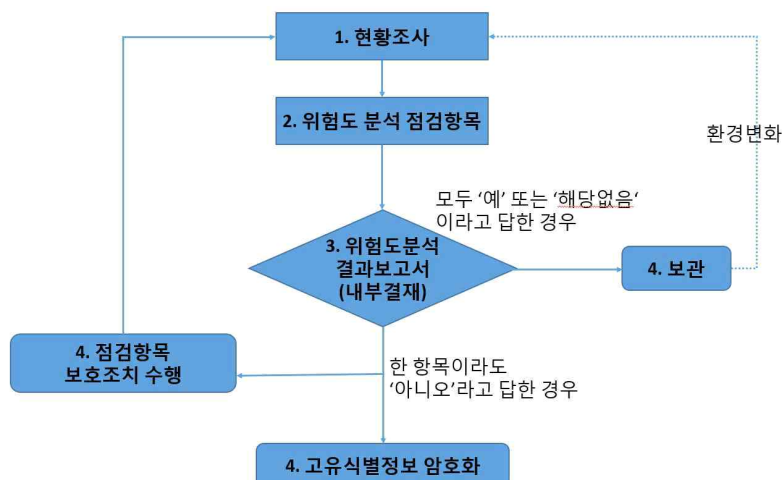 1. 현황조사
2. 위험도 분석 점검항목
환경변화
모두 ‘예’ 또는 ‘해당없음‘
이라고 답한 경우
3. 위험도분석
결과보고서
(내부결재)
4. 보관
4. 점검항목
보호조치 수행
한 항목이라도
‘아니오’라고 답한 경우
4. 고유식별정보 암호화